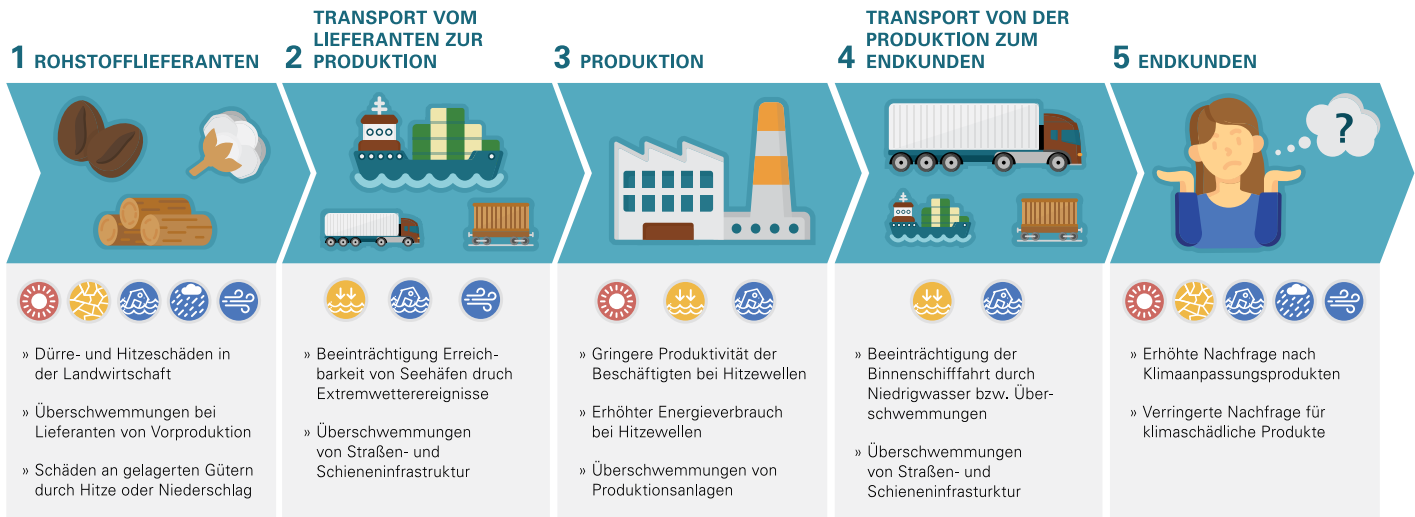 1 ROHSTOFFLIEFERANTEN
» Dürre- und Hitzeschäden in
der Landwirtschaft
» Überschwemmungen bei
Lieferanten von Vorproduktion
» Schäden an gelagerten Gütern
durch Hitze oder Niederschlag
2 TRANSPORT VOM
LIEFERANTEN ZUR
PRODUKTION
» Beeinträchtigung Erreich-
barkeit von Seehäfen druch
Extremwetterereignisse
» Überschwemmungen
von Straßen- und
Schieneninfrastruktur
3 PRODUKTION
» Gringere Produktivität der
Beschäftigten bei Hitzewellen
» Erhöhter Energieverbrauch
bei Hitzewellen
» Überschwemmungen von
Produktionsanlagen
4 TRANSPORT VON DER
PRODUKTION ZUM
ENDKUNDEN
» Beeinträchtigung der
Binnenschifffahrt durch
Niedrigwasser bzw. Über-
schwemmungen
» Überschwemmungen
von Straßen- und
Schieneninfrasturktur
5 ENDKUNDEN
?
» Erhöhte Nachfrage nach
Klimaanpassungsprodukten
» Verringerte Nachfrage für
klimaschädliche Produkte